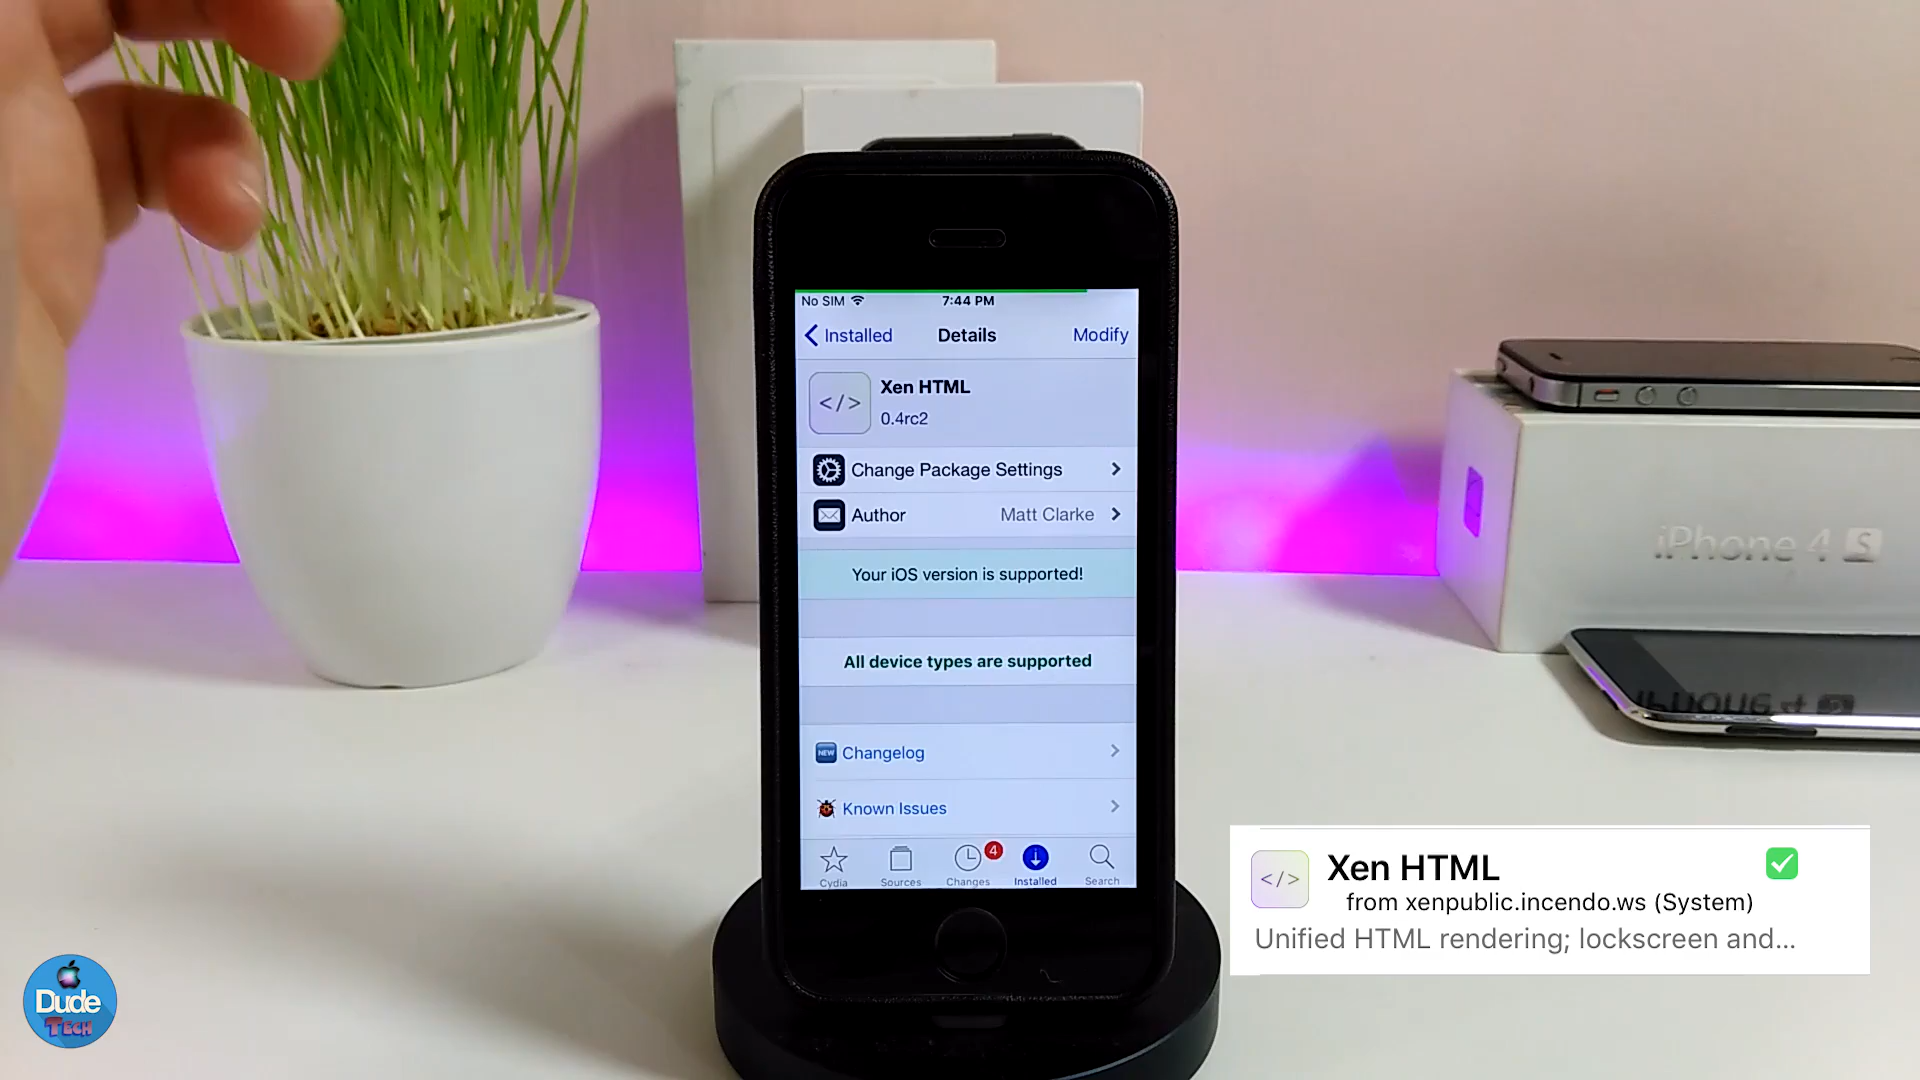 No SIM
7:44 PM
Installed
Details
Modify
</>
Xen HTML
0.4rc2
Change Package Settings
Author
Matt Clarke
Your iOS version is supported!
All device types are supported
NEW
Changelog
Known Issues
4
Cydia
Sources
Changes
Installed
Search
iPhone 4 S
</>
Xen HTML
from xenpublic.incendo.ws (System)
Unified HTML rendering; lockscreen and...
Dude
TECH